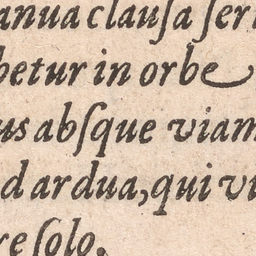 anua clauſa ſer
betur in orbe
us abſque viam
d ardua, qui vi
re ſolo.